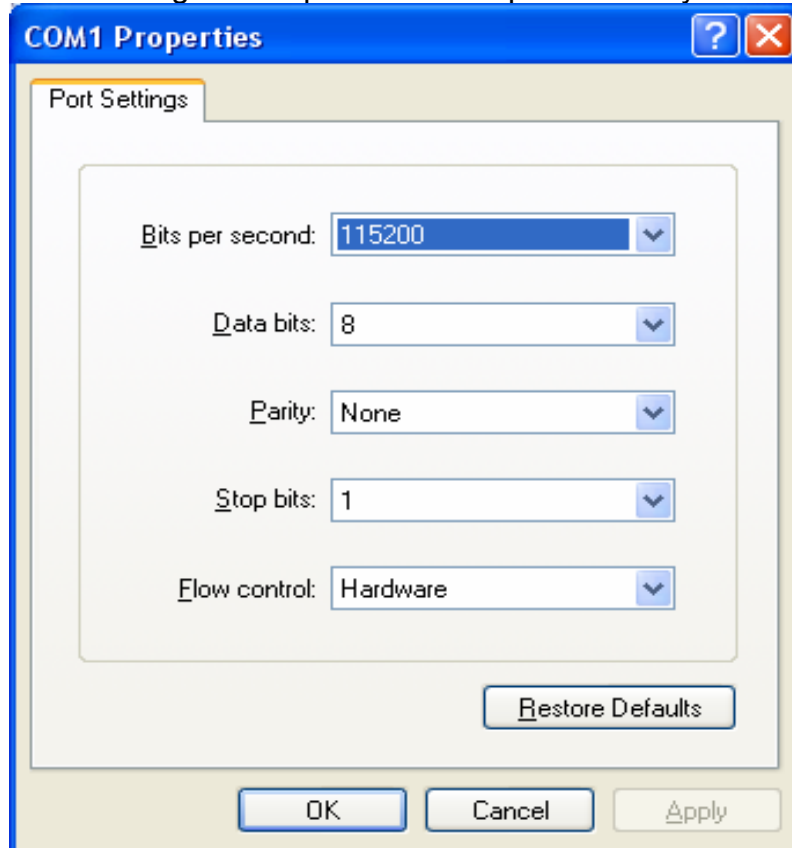 COM1 Properties
Port Settings
Bits per second: 115200
Data bits: 8
Parity: None
Stop bits: 1
Flow control: Hardware
Restore Defaults
OK Cancel Apply